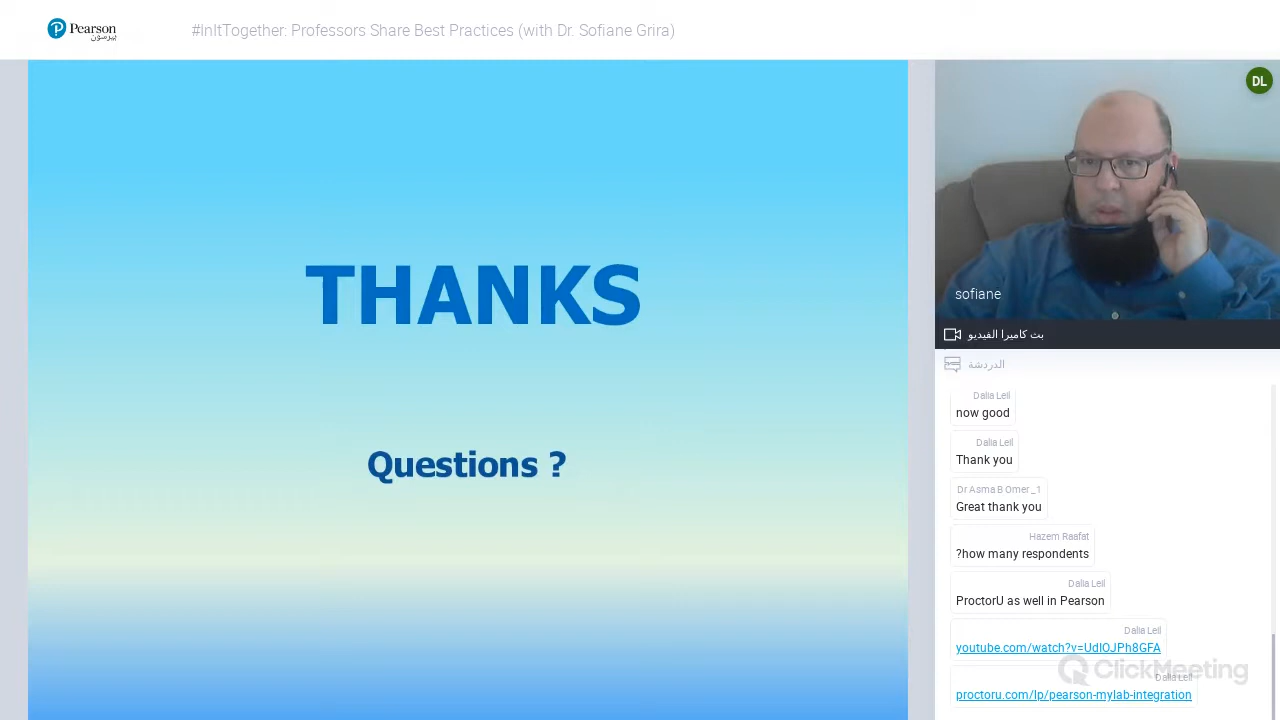 Pearson
بيرسون
#InItTogether: Professors Share Best Practices (with Dr. Sofiane Grira)
THANKS
Questions ?
DL
sofiane
بث كاميرا الفيديو
الدردشة
Dalia Leil
now good
Dalia Leil
Thank you
Dr Asma B Omer _1
Great thank you
Hazem Raafat
?how many respondents
Dalia Leil
ProctorU as well in Pearson
Dalia Leil
youtube.com/watch?v=UdIOJPh8GFA
Dalia Leil
proctoru.com/lp/pearson-mylab-integration
ClickMeeting